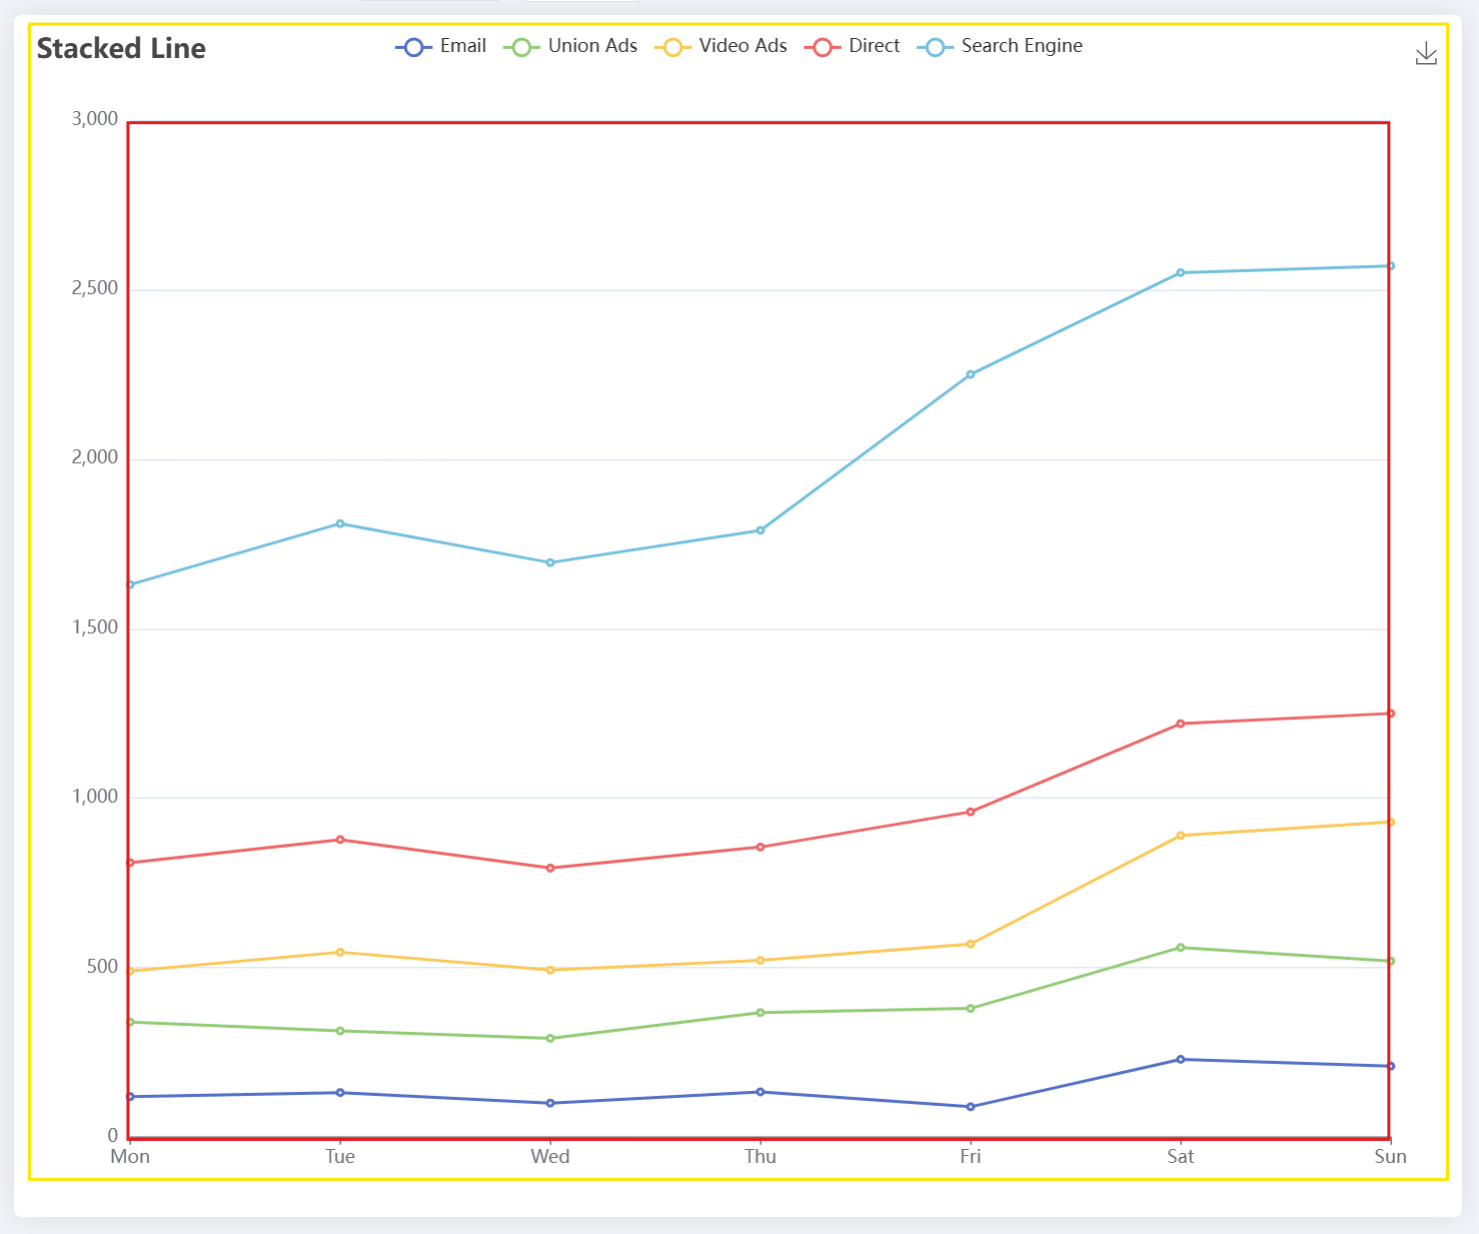 Stacked Line
Email Union Ads Video Ads Direct Search Engine
3,000
2,500
2,000
1,500
1,000
500
0
Mon Tue Wed Thu Fri Sat Sun